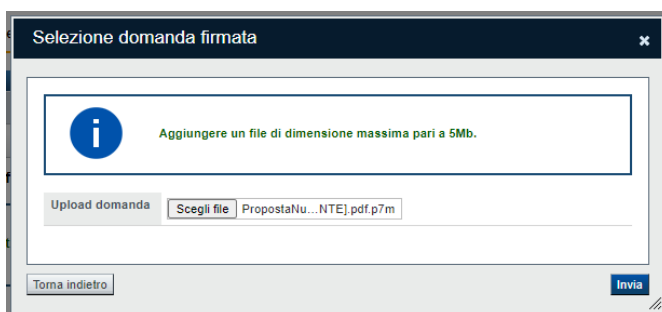 Selezione domanda firmata
Aggiungere un file di dimensione massima pari a 5Mb.
Upload domanda
Scegli file PropostaNu...NTE].pdf.p7m
Torna indietro
Invia